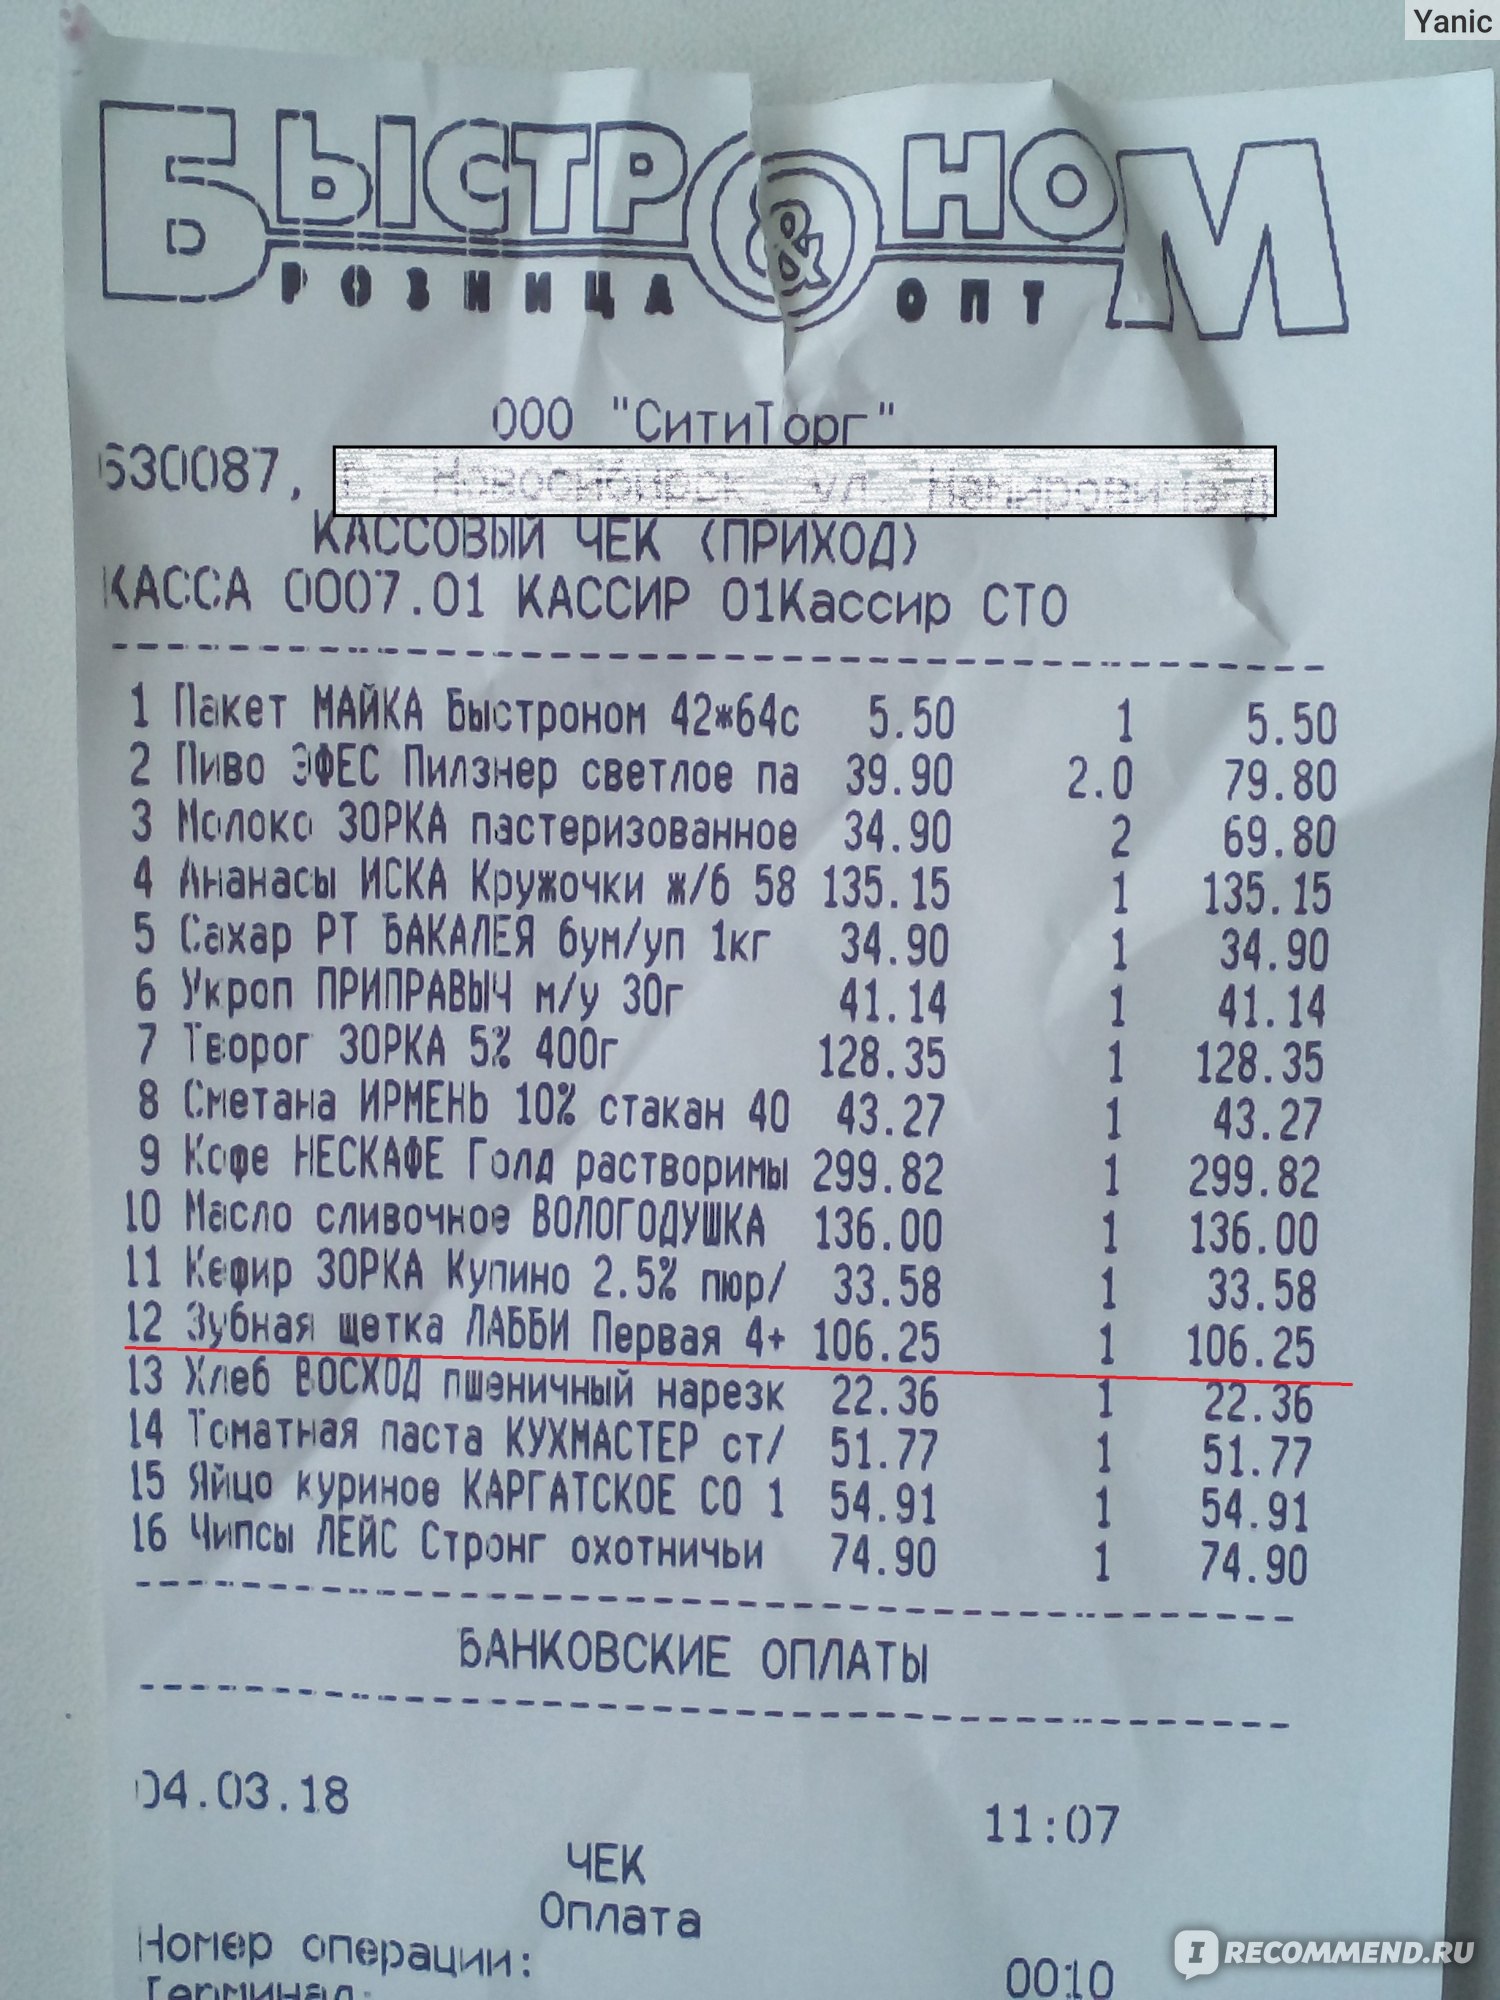 Yanic
БЫСТРОНОМ
РОЗНИЦА & ОПТ
ООО "СитиТорг"
630087,
КАССОВЫЙ ЧЕК (ПРИХОД)
КАССА 0007.01 КАССИР 01Кассир СТО
1 Пакет МАЙКА Быстроном 42*64с 5.50 1 5.50
2 Пиво ЭФЕС Пилзнер светлое па 39.90 2.0 79.80
3 Молоко ЗОРКА пастеризованное 34.90 2 69.80
4 Ананасы ИСКА Кружочки ж/б 58 135.15 1 135.15
5 Сахар РТ БАКАЛЕЯ бум/уп 1кг 34.90 1 34.90
6 Укроп ПРИПРАВЫЧ м/у 30г 41.14 1 41.14
7 Творог ЗОРКА 5% 400г 128.35 1 128.35
8 Сметана ИРМЕНЬ 10% стакан 40 43.27 1 43.27
9 Кофе НЕСКАФЕ Голд растворимы 299.82 1 299.82
10 Масло сливочное ВОЛОГОДУШКА 136.00 1 136.00
11 Кефир ЗОРКА Купино 2.5% пюр/ 33.58 1 33.58
12 Зубная щетка ЛАББИ Первая 4+ 106.25 1 106.25
13 Хлеб ВОСХОД пшеничный нарезк 22.36 1 22.36
14 Томатная паста КУХМАСТЕР ст/ 51.77 1 51.77
15 Яйцо куриное КАРГАТСКОЕ СО 1 54.91 1 54.91
16 Чипсы ЛЕЙС Стронг охотничьи 74.90 1 74.90
БАНКОВСКИЕ ОПЛАТЫ
04.03.18 11:07
ЧЕК
Оплата
Номер операции: 0010
Терминал:
IRECOMMEND.RU